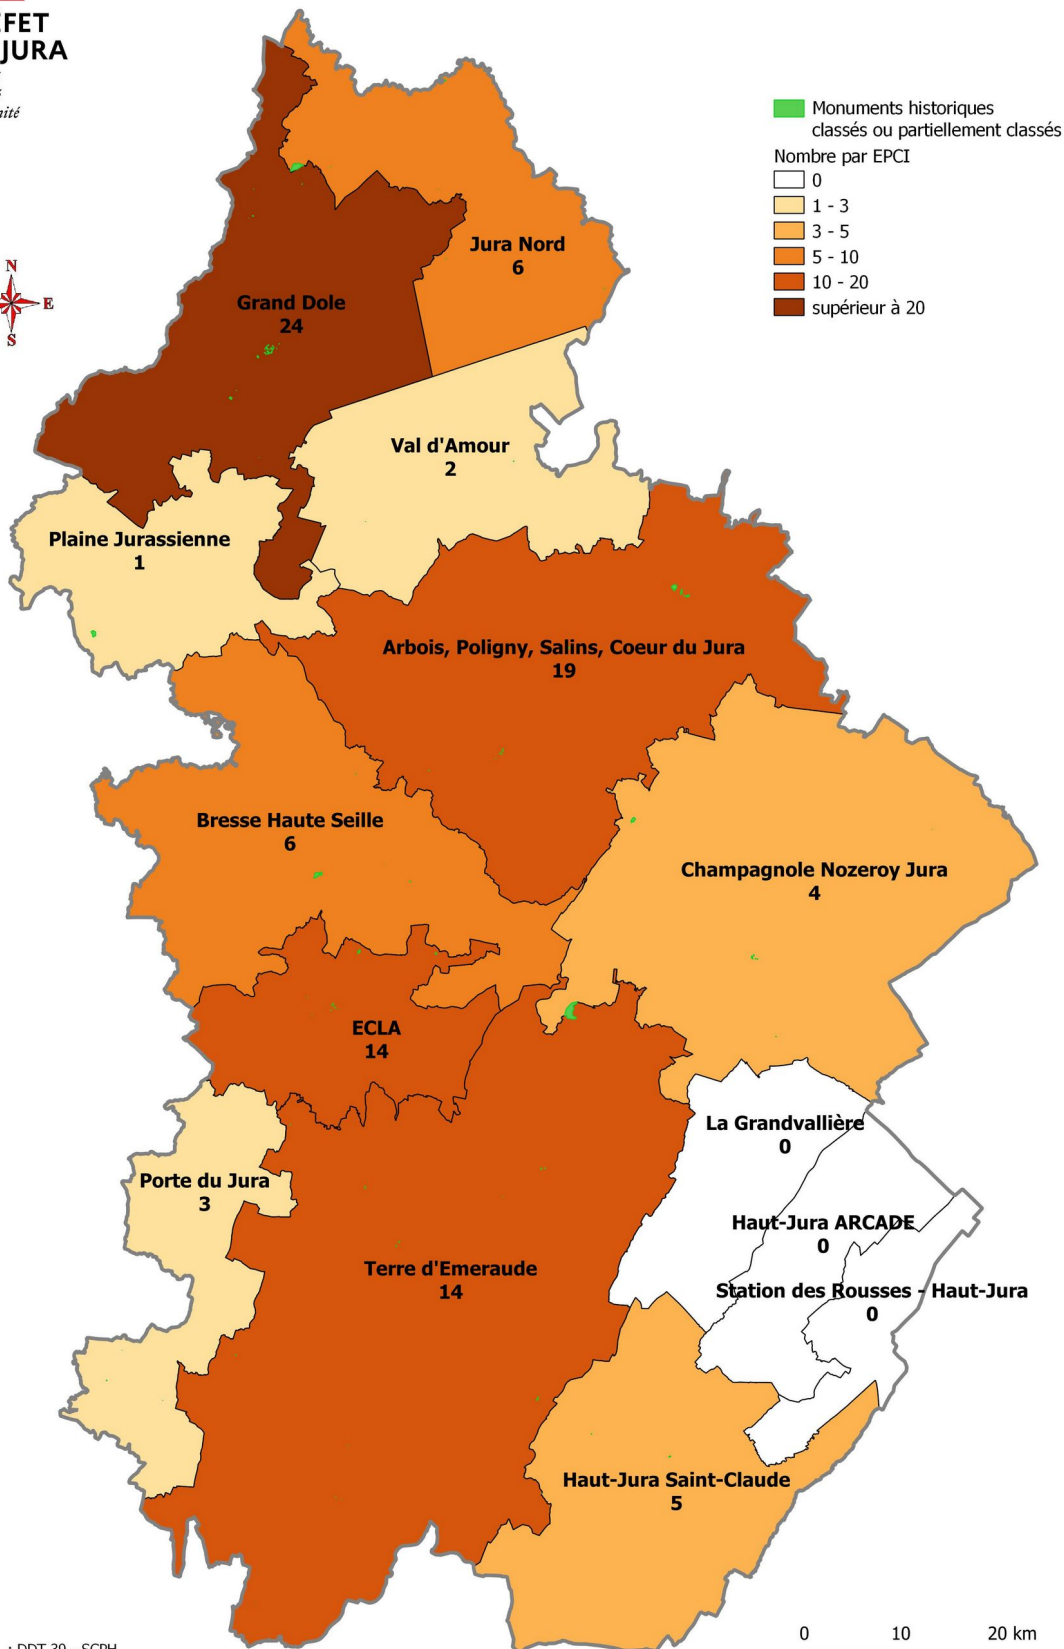 FET
JURA
ité
N
E
S
Monuments historiques
classés ou partiellement classés
Nombre par EPCI
0
1 - 3
3 - 5
5 - 10
10 - 20
supérieur à 20
Jura Nord
6
Grand Dole
24
Val d'Amour
2
Plaine Jurassienne
1
Arbois, Poligny, Salins, Coeur du Jura
19
Bresse Haute Seille
6
Champagnole Nozeroy Jura
4
ECLA
14
La Grandvallière
0
Porte du Jura
3
Haut-Jura ARCADE
0
Terre d'Emeraude
14
Station des Rousses - Haut-Jura
0
Haut-Jura Saint-Claude
5
0 10 20 km
: DDT 39 - SCPH